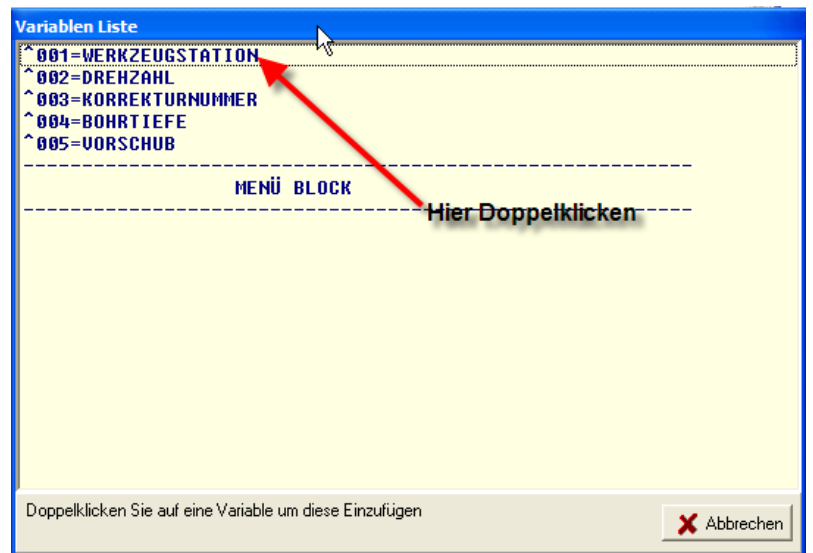 Variablen Liste
^001=WERKZEUGSTATION
^002=DREHZAHL
^003=KORREKTURNUMMER
^004=BOHRTIEFE
^005=VORSCHUB
------------------------------------------------------------
MENÜ BLOCK
------------------------------------------------------------
Hier Doppelklicken
Doppelklicken Sie auf eine Variable um diese Einzufügen
Abbrechen